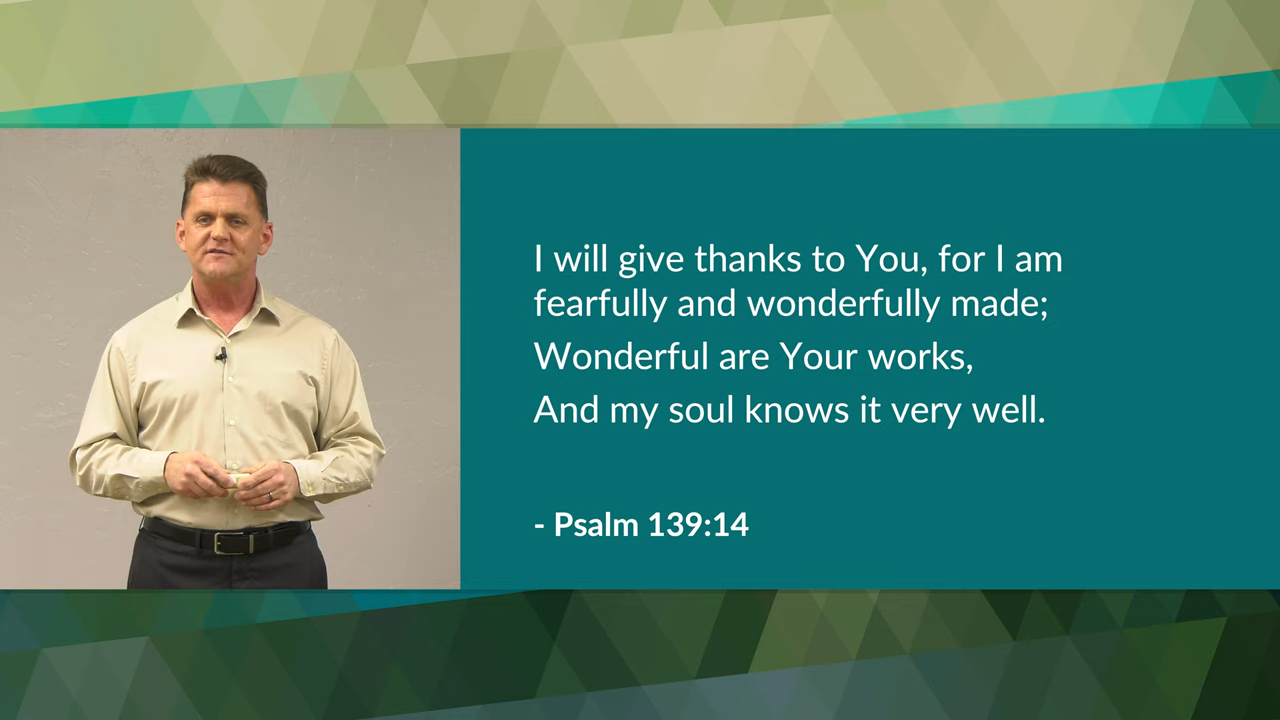 I will give thanks to You, for I am
fearfully and wonderfully made;
Wonderful are Your works,
And my soul knows it very well.
- Psalm 139:14